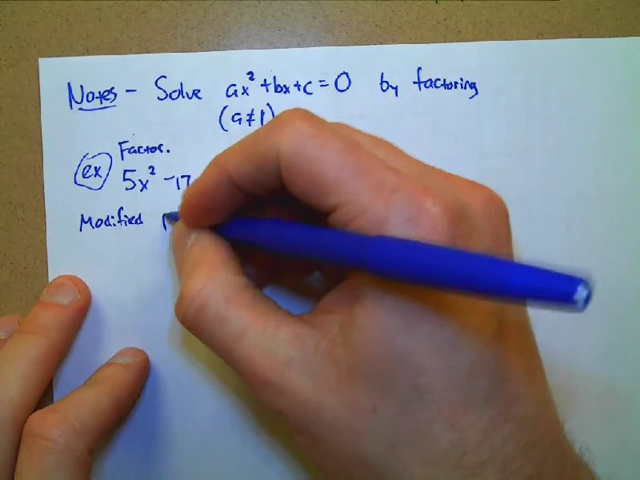 Notes - Solve ax² + bx + c = 0 by factoring
(a ≠ 1)
Factor.
ex 5x² - 17
Modified